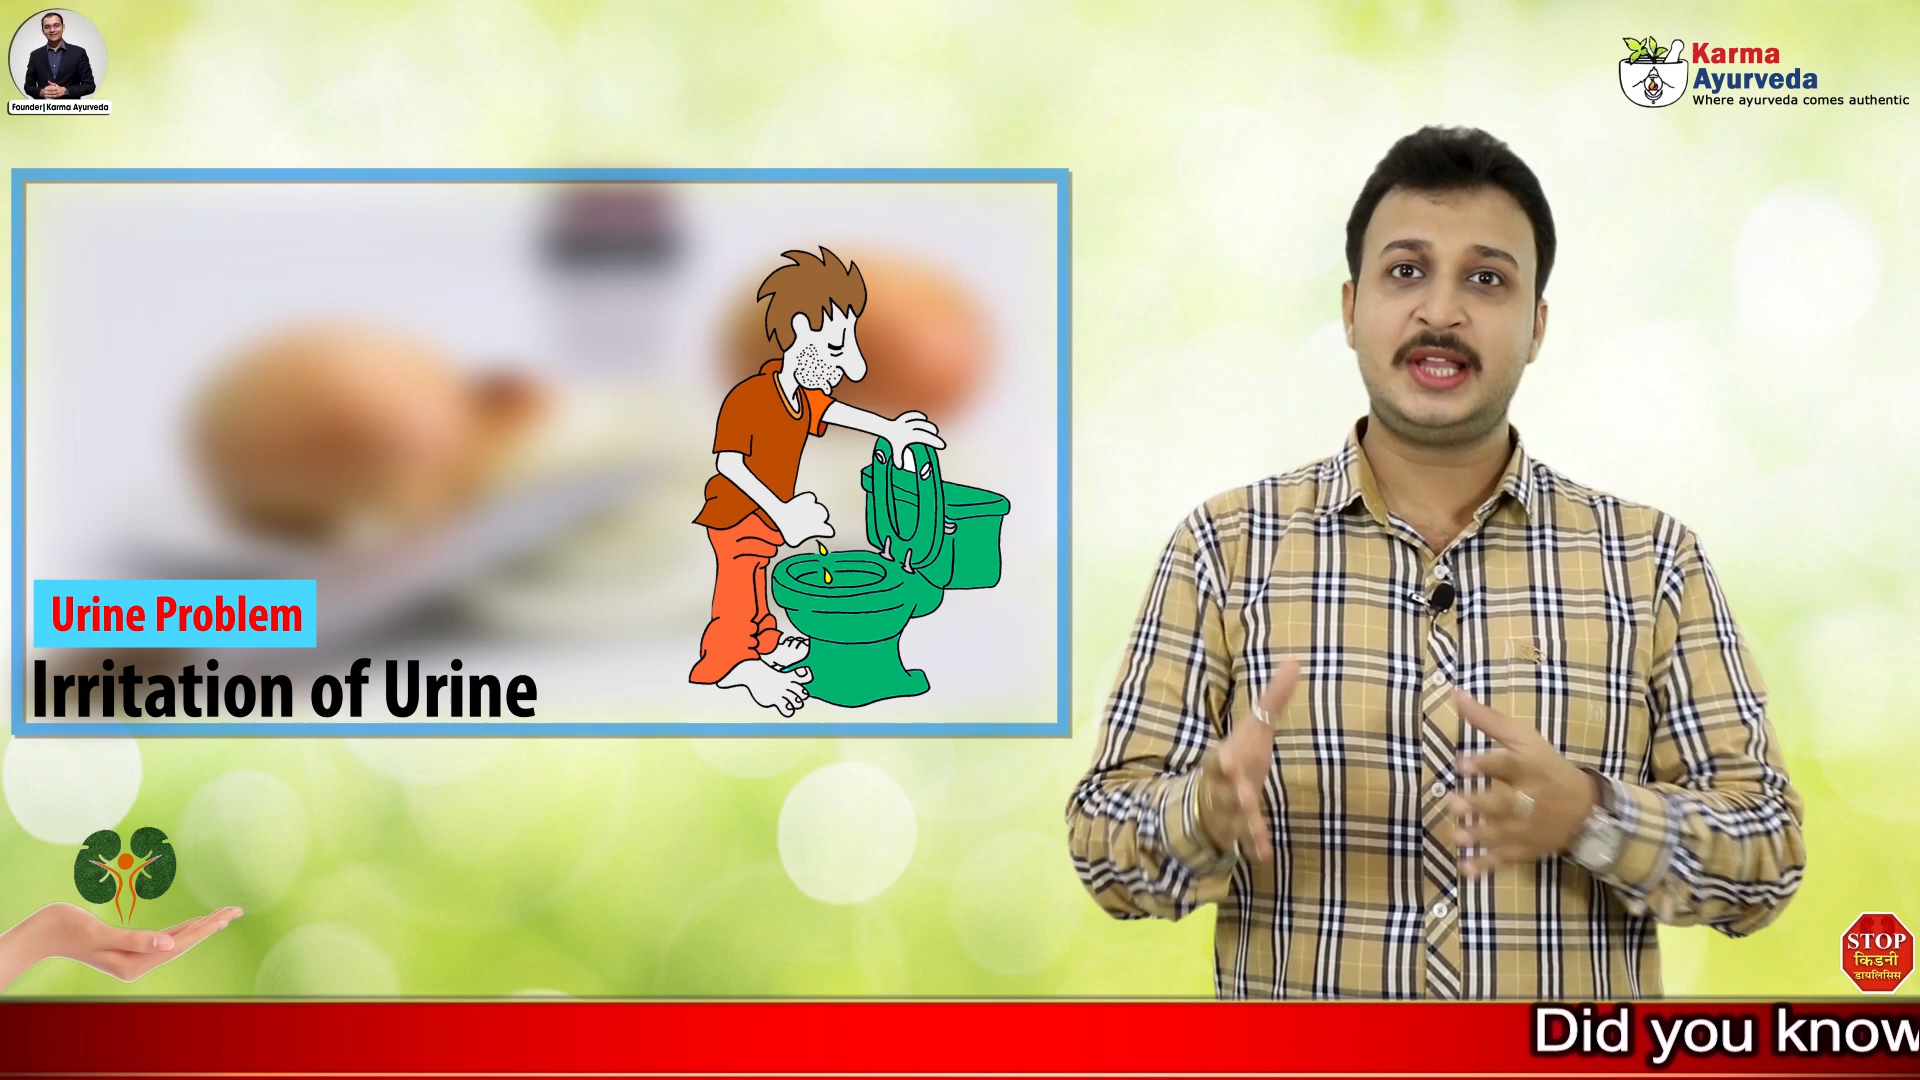 Founder|Karma Ayurveda
Karma
Ayurveda
Where ayurveda comes authentic
Urine Problem
Irritation of Urine
STOP
किडनी
डायलिसिस
Did you know